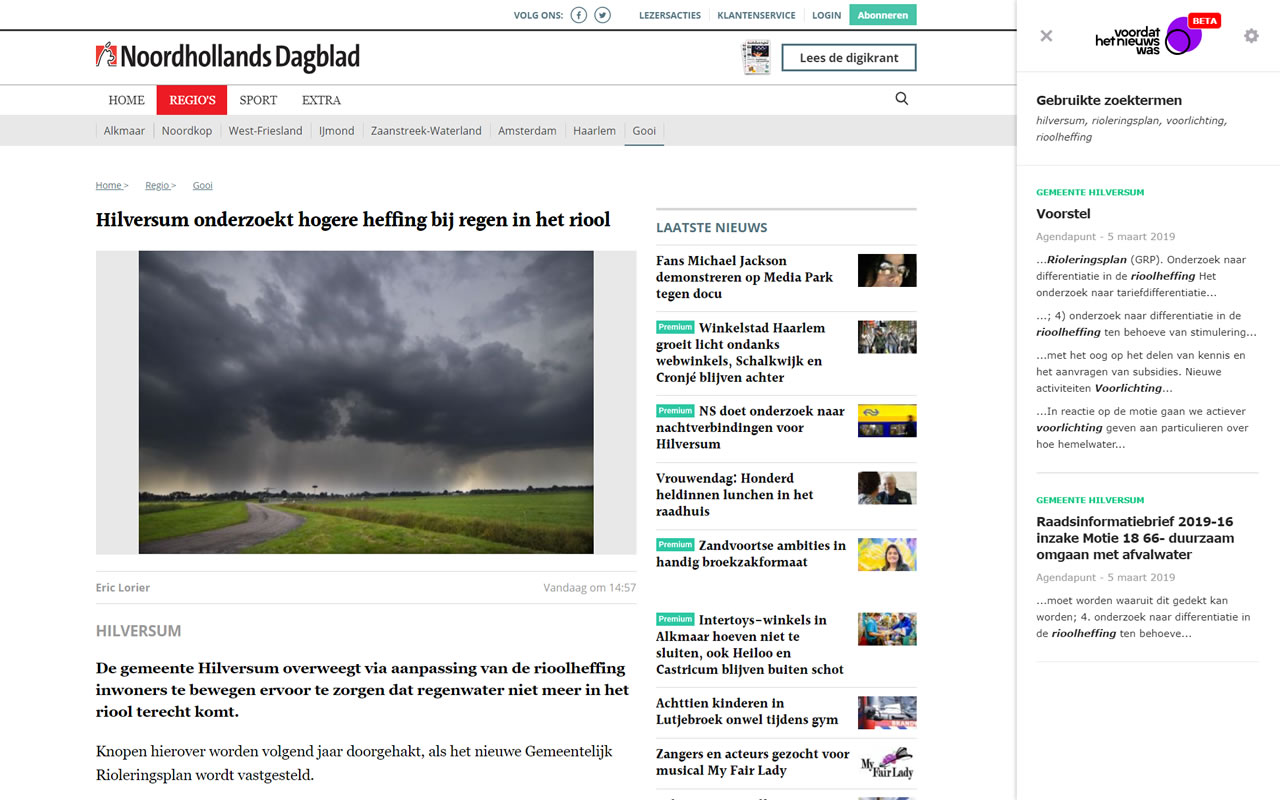 VOLG ONS:
LEZERSACTIES
KLANTENSERVICE
LOGIN
Abonneren
Noordhollands Dagblad
Lees de digikrant
HOME
REGIO'S
SPORT
EXTRA
Alkmaar
Noordkop
West-Friesland
IJmond
Zaanstreek-Waterland
Amsterdam
Haarlem
Gooi
Home >
Regio >
Gooi
Hilversum onderzoekt hogere heffing bij regen in het riool
Eric Lorier
Vandaag om 14:57
HILVERSUM
De gemeente Hilversum overweegt via aanpassing van de rioolheffing
inwoners te bewegen ervoor te zorgen dat regenwater niet meer in het
riool terecht komt.
Knopen hierover worden volgend jaar doorgehakt, als het nieuwe Gemeentelijk
Rioleringsplan wordt vastgesteld.
LAATSTE NIEUWS
Fans Michael Jackson
demonstreren op Media Park
tegen docu
Premium Winkelstad Haarlem
groeit licht ondanks
webwinkels, Schalkwijk en
Cronjé blijven achter
Premium NS doet onderzoek naar
nachtverbindingen voor
Hilversum
Vrouwendag: Honderd
heldinnen lunchen in het
raadhuis
Premium Zandvoortse ambities in
handig broekzakformaat
Premium Intertoys-winkels in
Alkmaar hoeven niet te
sluiten, ook Heiloo en
Castricum blijven buiten schot
Achttien kinderen in
Lutjebroek onwel tijdens gym
Zangers en acteurs gezocht voor
musical My Fair Lady
My
Fair Lady
voordat
het nieuws
was
BETA
Gebruikte zoektermen
hilversum, rioleringsplan, voorlichting,
rioolheffing
GEMEENTE HILVERSUM
Voorstel
Agendapunt - 5 maart 2019
...Rioleringsplan (GRP). Onderzoek naar
differentiatie in de rioolheffing Het
onderzoek naar tariefdifferentiatie...
...; 4) onderzoek naar differentiatie in de
rioolheffing ten behoeve van stimulering...
...met het oog op het delen van kennis en
het aanvragen van subsidies. Nieuwe
activiteiten Voorlichting...
...In reactie op de motie gaan we actiever
voorlichting geven aan particulieren over
hoe hemelwater...
GEMEENTE HILVERSUM
Raadsinformatiebrief 2019-16
inzake Motie 18 66- duurzaam
omgaan met afvalwater
Agendapunt - 5 maart 2019
...moet worden waaruit dit gedekt kan
worden; 4. onderzoek naar differentiatie in
de rioolheffing ten behoeve...